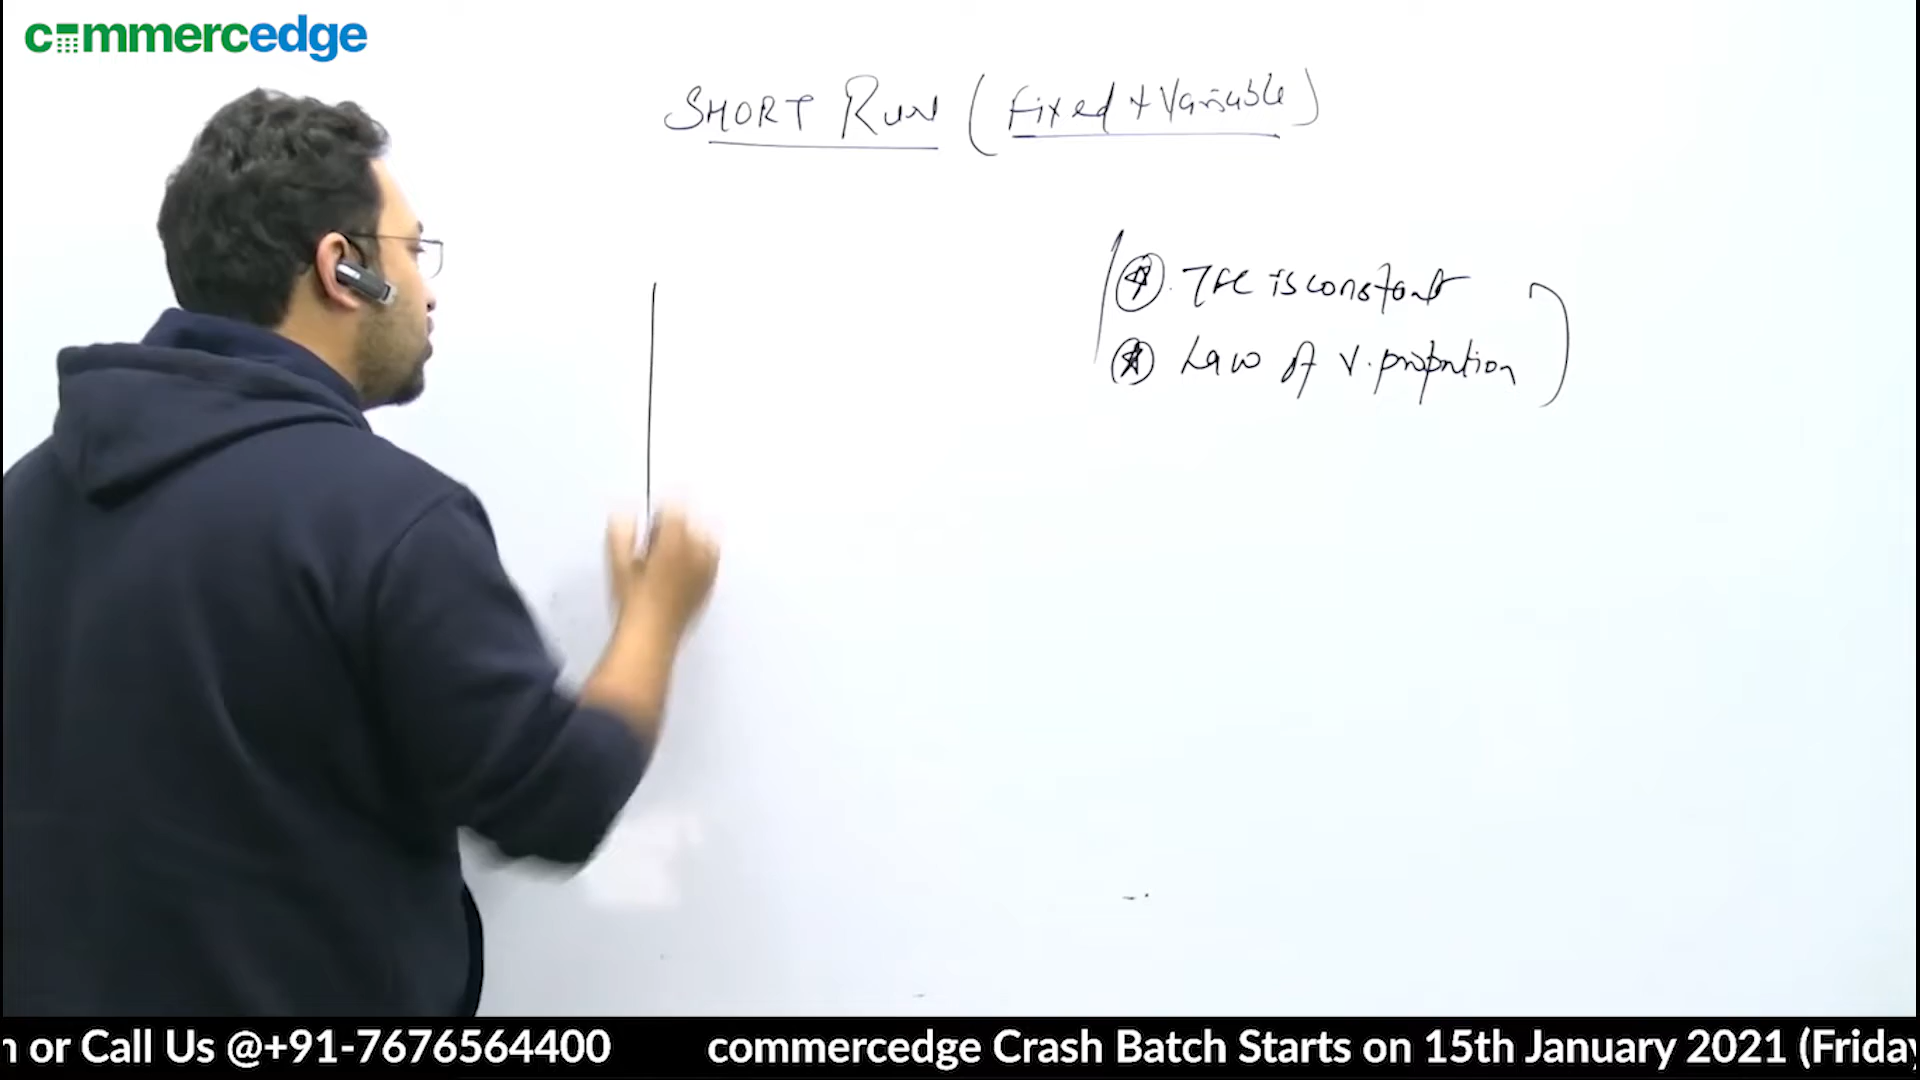 commercedge
SHORT RUN (Fixed + Variable)
TFC is constant
Law of V. proportion
n or Call Us @+91-7676564400 commercedge Crash Batch Starts on 15th January 2021 (Friday